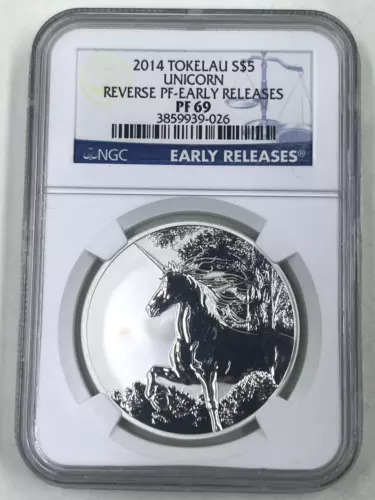 2014 TOKELAU S$5
UNICORN
REVERSE PF-EARLY RELEASES
PF 69
3859939-026
NGC EARLY RELEASES®